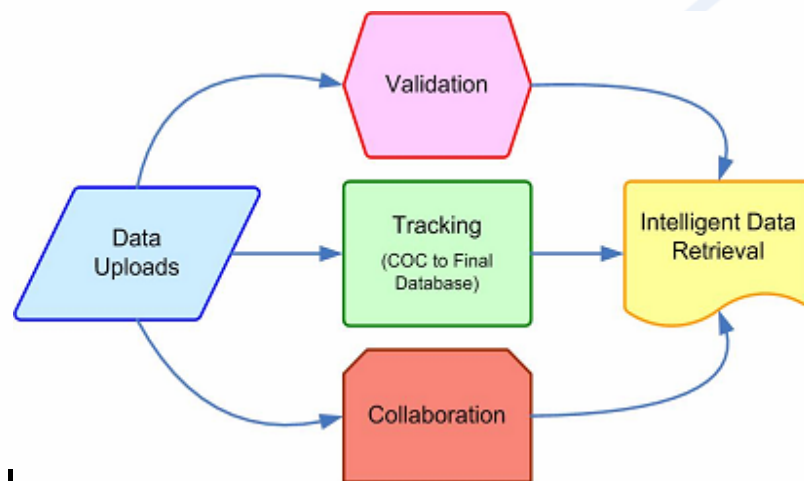 Validation
Data
Uploads
Tracking
(COC to Final
Database)
Intelligent Data
Retrieval
Collaboration